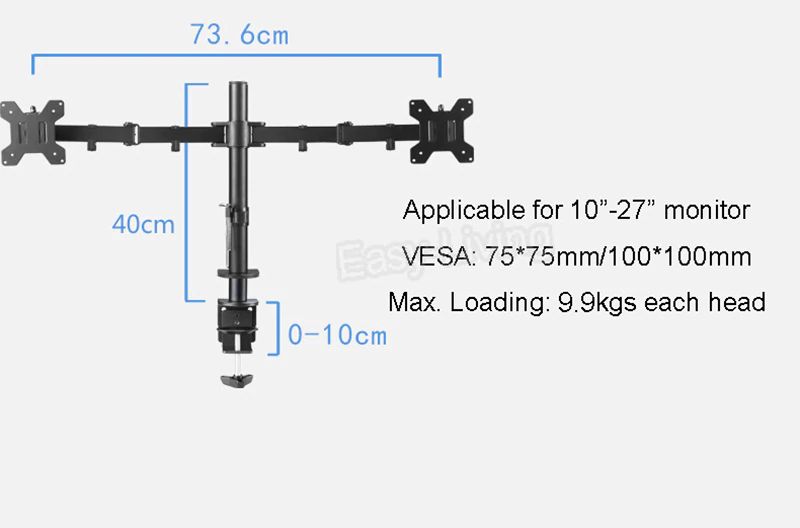 73.6cm
40cm
Applicable for 10”-27” monitor
Easy Living
VESA: 75*75mm/100*100mm
Max. Loading: 9.9kgs each head
0-10cm